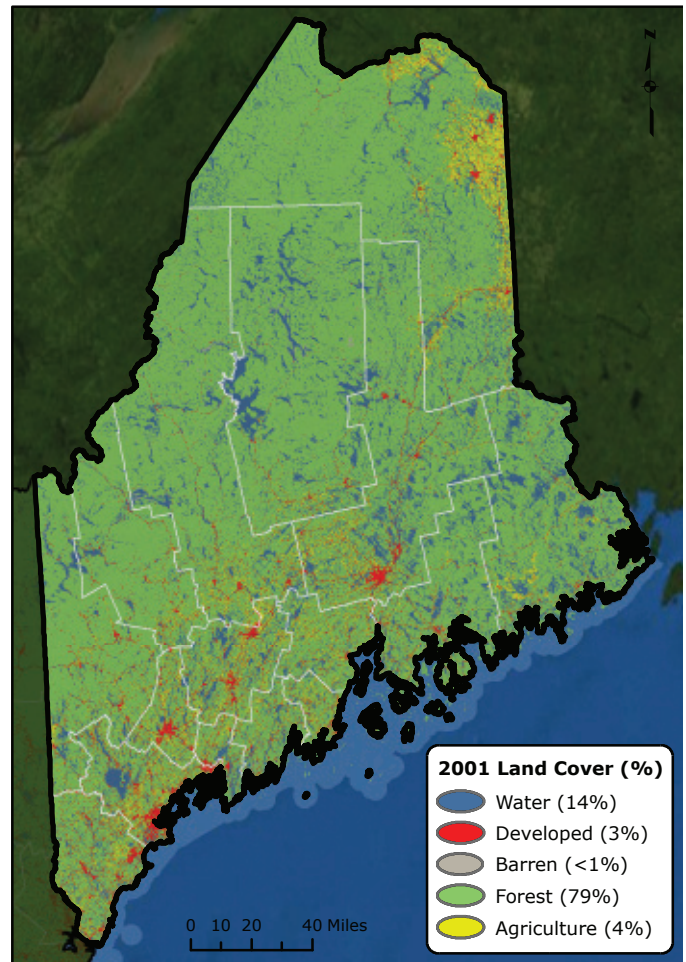 N
2001 Land Cover (%)
Water (14%)
Developed (3%)
Barren (<1%)
Forest (79%)
Agriculture (4%)
0 10 20 40 Miles